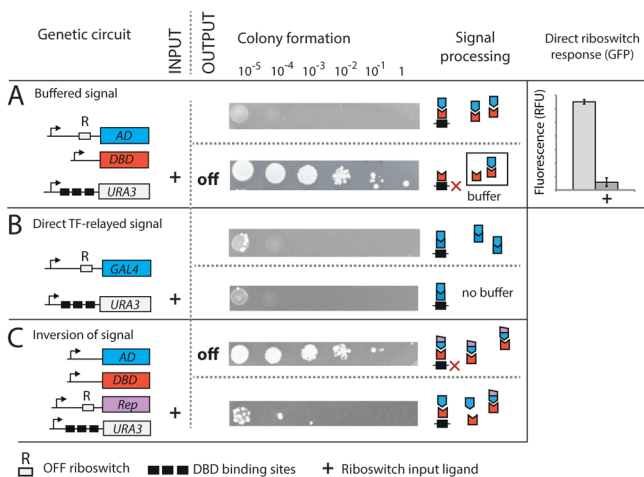 Genetic circuit
INPUT
OUTPUT
Colony formation
10-5 10-4 10-3 10-2 10-1 1
Signal processing
Direct riboswitch response (GFP)
A
Buffered signal
R
AD
DBD
URA3
+
off
buffer
Fluorescence (RFU)
+
B
Direct TF-relayed signal
R
GAL4
URA3
+
no buffer
C
Inversion of signal
AD
DBD
R
Rep
URA3
+
off
R
OFF riboswitch
DBD binding sites
+ Riboswitch input ligand